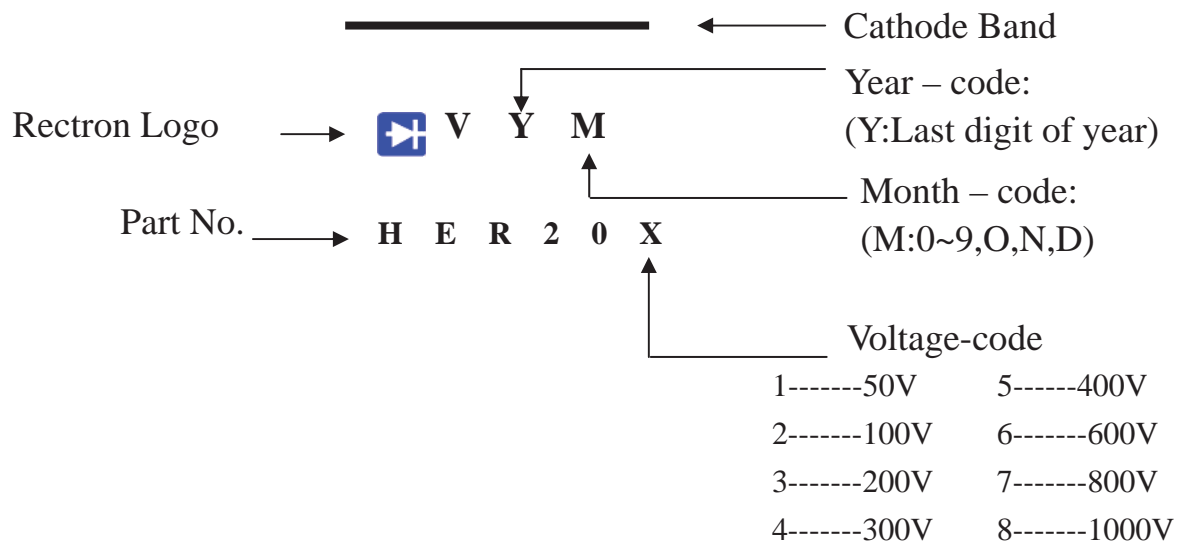 Cathode Band
Year – code:
(Y:Last digit of year)
Rectron Logo
V Y M
Month – code:
(M:0~9,O,N,D)
Part No.
H E R 2 0 X
Voltage-code
1-------50V 5------400V
2-------100V 6-------600V
3-------200V 7-------800V
4-------300V 8-------1000V